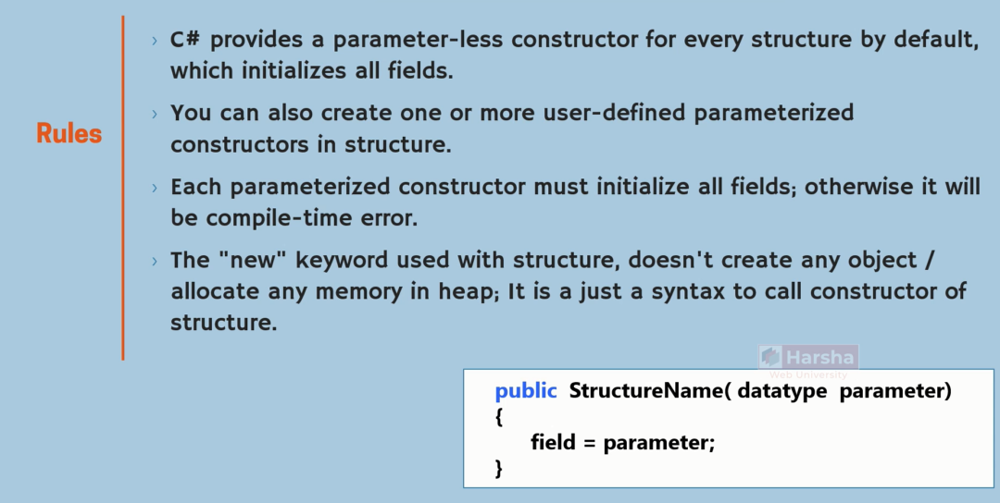 Rules
› C# provides a parameter-less constructor for every structure by default,
which initializes all fields.
› You can also create one or more user-defined parameterized
constructors in structure.
› Each parameterized constructor must initialize all fields; otherwise it will
be compile-time error.
› The "new" keyword used with structure, doesn't create any object /
allocate any memory in heap; It is a just a syntax to call constructor of
structure.
Harsha
Web University
public StructureName( datatype parameter)
{
field = parameter;
}